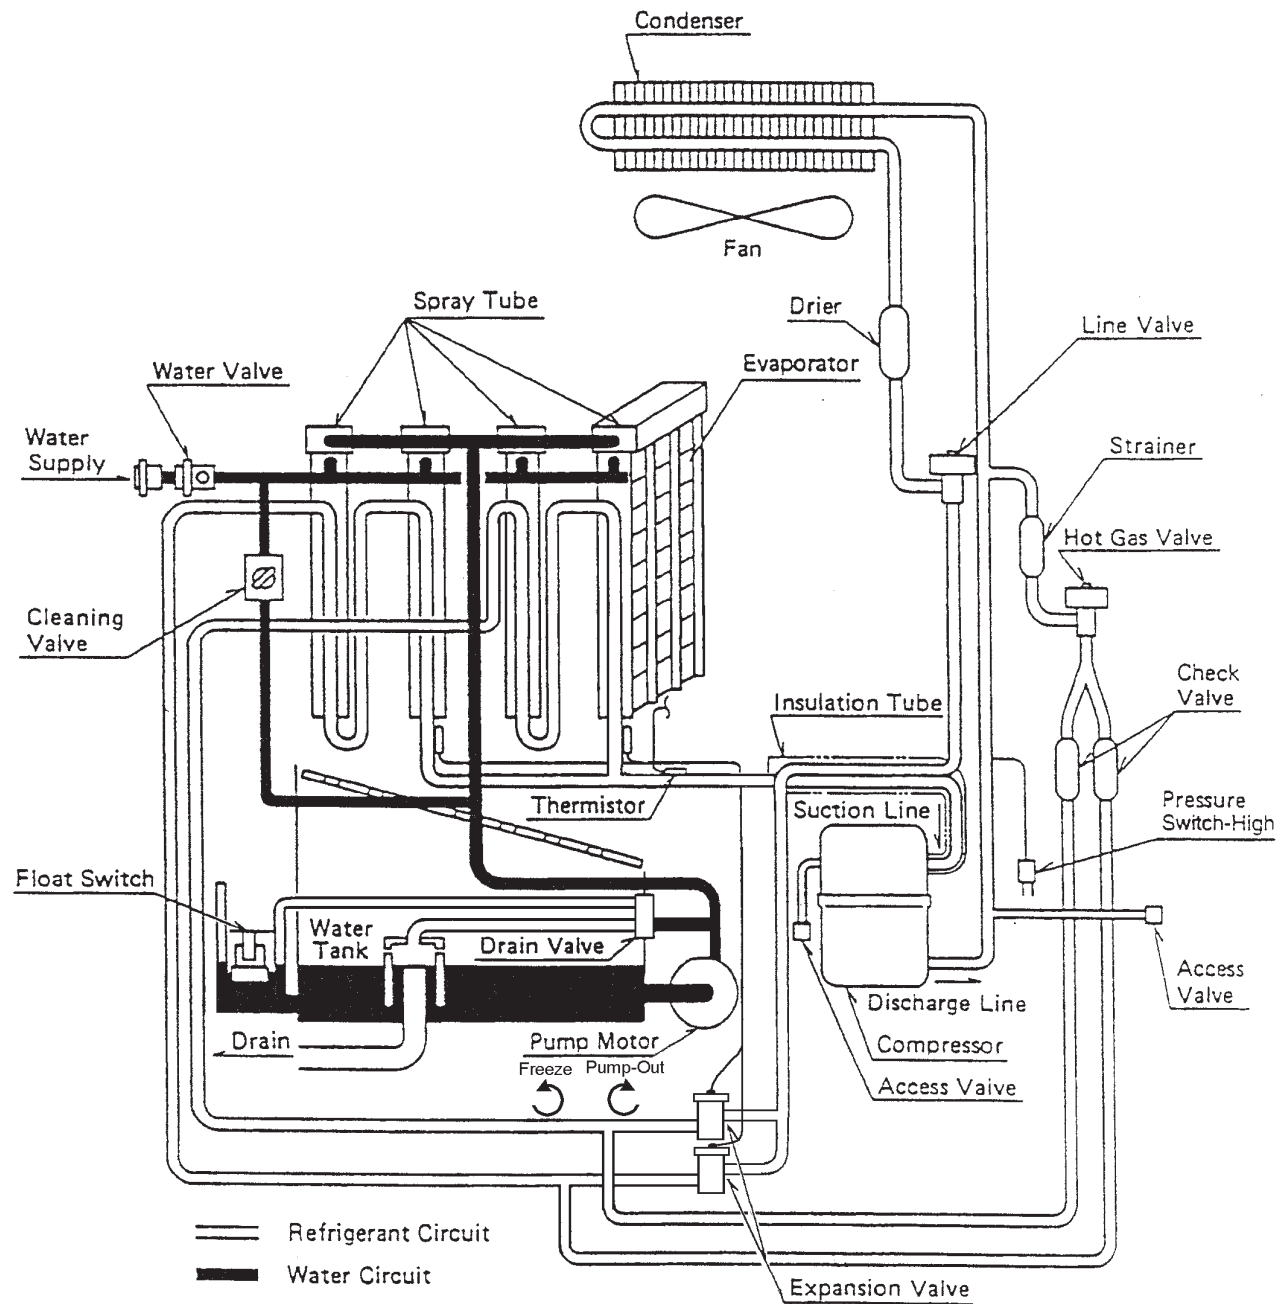 Condenser
Fan
Spray Tube
Drier
Line Valve
Water Valve
Evaporator
Water
Supply
Strainer
Hot Gas Valve
Cleaning
Valve
Check
Valve
Insulation Tube
Thermistor
Suction Line
Pressure
Switch-High
Float Switch
Water
Tank
Drain Valve
Access
Valve
Discharge Line
Drain
Pump Motor
Compressor
Freeze
Pump-Out
Access Valve
Refrigerant Circuit
Water Circuit
Expansion Valve